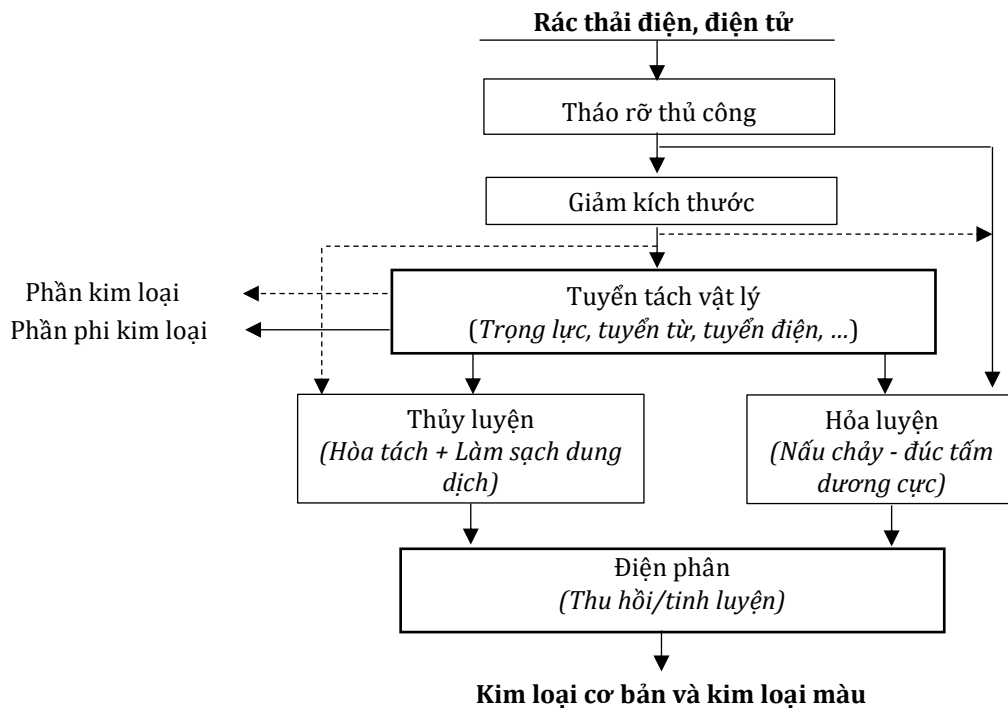 Rác thải điện, điện tử
Tháo rỡ thủ công
Giảm kích thước
Phần kim loại
Phần phi kim loại
Tuyển tách vật lý
(Trọng lực, tuyển từ, tuyển điện, ...)
Thủy luyện
(Hòa tách + Làm sạch dung
dịch)
Hỏa luyện
(Nấu chảy - đúc tấm
dương cực)
Điện phân
(Thu hồi/tinh luyện)
Kim loại cơ bản và kim loại màu